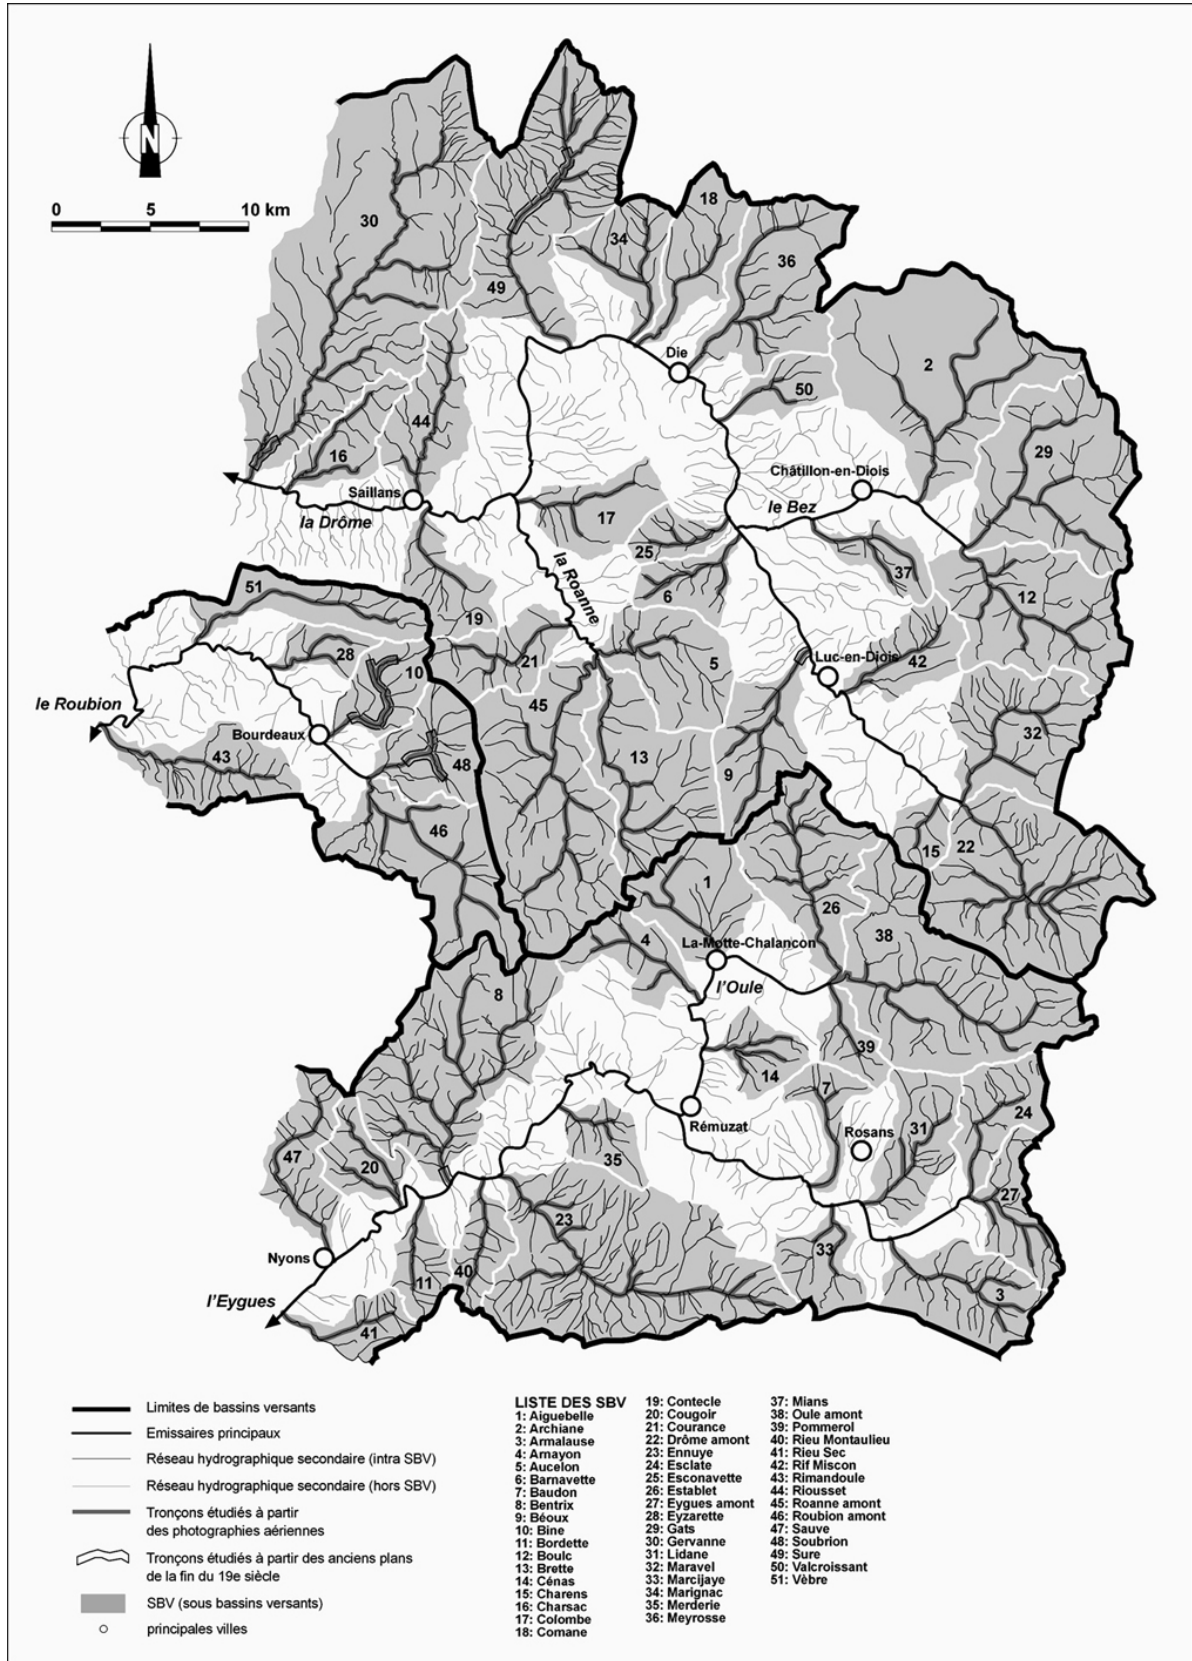 N
0 5 10 km
18
30
34
36
49
Die
2
50
44
29
16
Châtillon-en-Diois
Saillans
le Bez
la Drôme
17
25
37
la Roanne
6
12
51
19
28
21
Luc-en-Diois
42
10
5
le Roubion
45
32
Bourdeaux
43
48
13
9
46
15
22
1
26
38
4
La-Motte-Chalancon
l'Oule
8
39
14
7
24
Rémuzat
Rosans
31
47
20
35
27
23
Nyons
33
11
40
3
l'Eygues
41
Limites de bassins versants
Emissaires principaux
Réseau hydrographique secondaire (intra SBV)
Réseau hydrographique secondaire (hors SBV)
Tronçons étudiés à partir
des photographies aériennes
Tronçons étudiés à partir des anciens plans
de la fin du 19e siècle
SBV (sous bassins versants)
principales villes
LISTE DES SBV
1: Aiguebelle
2: Archiane
3: Armalause
4: Arnayon
5: Aucelon
6: Barnavette
7: Baudon
8: Bentrix
9: Béoux
10: Bine
11: Bordette
12: Boulc
13: Brette
14: Cénas
15: Charens
16: Charsac
17: Colombe
18: Comane
19: Contecle
20: Cougoir
21: Courance
22: Drôme amont
23: Ennuye
24: Esclate
25: Esconavette
26: Establet
27: Eygues amont
28: Eyzarette
29: Gats
30: Gervanne
31: Lidane
32: Maravel
33: Marcijaye
34: Marignac
35: Merderie
36: Meyrosse
37: Mians
38: Oule amont
39: Pommerol
40: Rieu Montaulieu
41: Rieu Sec
42: Rif Miscon
43: Rimandoule
44: Riousset
45: Roanne amont
46: Roubion amont
47: Sauve
48: Soubrion
49: Sure
50: Valcroissant
51: Vèbre